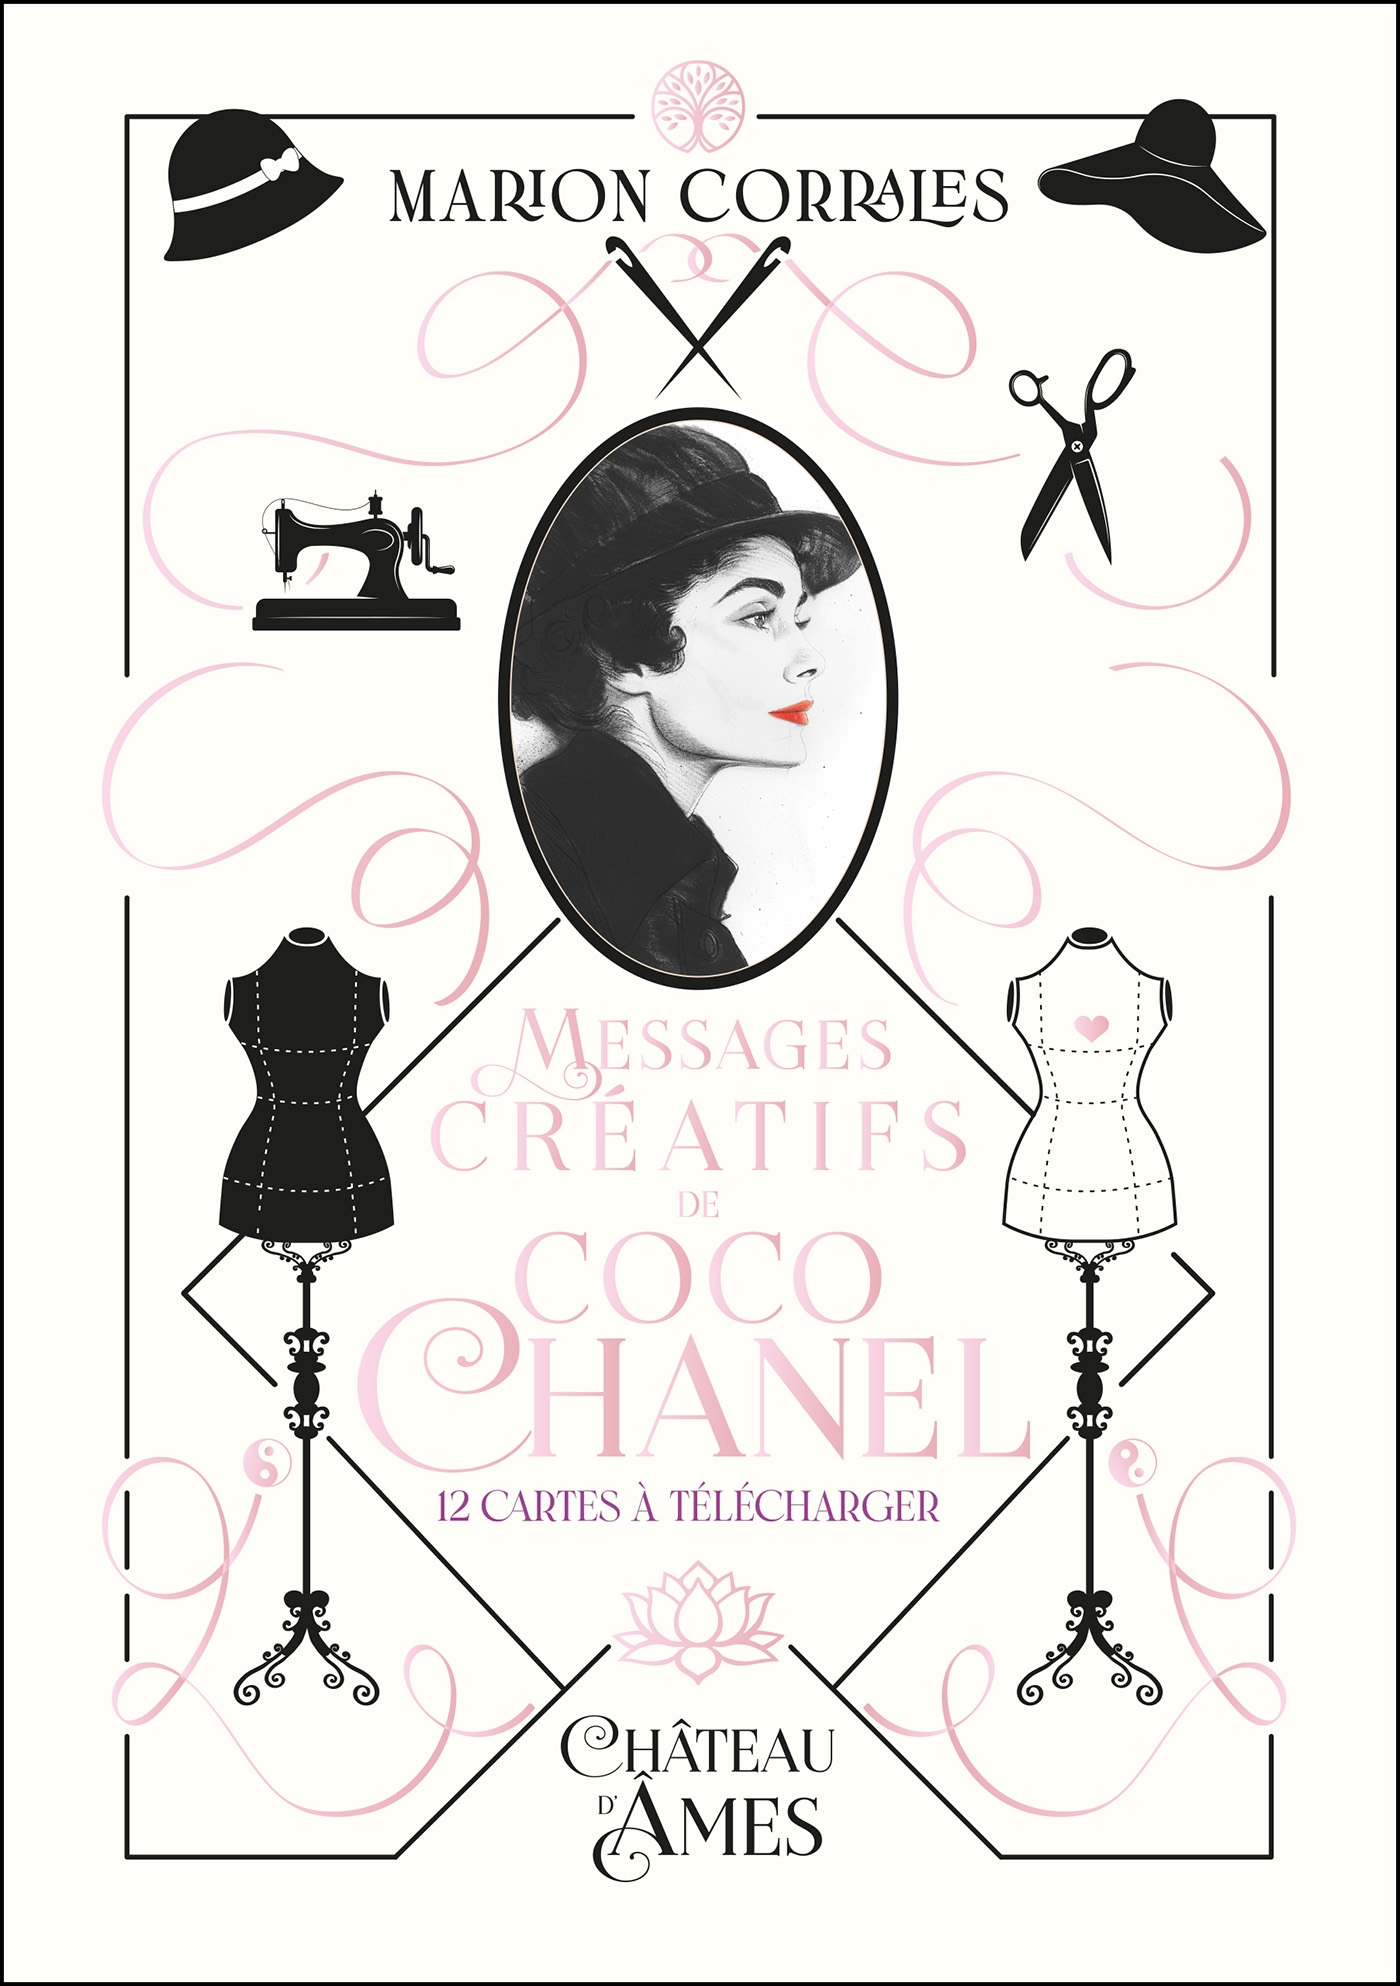 MARION CORRALES
MESSAGES
CRÉATIFS
DE
COCO
CHANEL
12 CARTES À TÉLÉCHARGER
CHÂTEAU
D'ÂMES